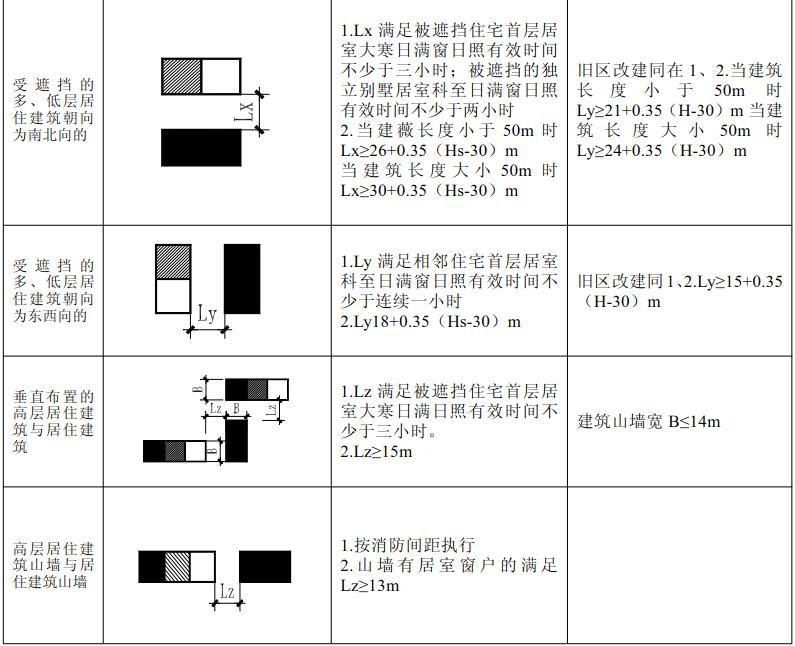 受遮挡的
多、低层居
住建筑朝向
为南北向的
Lx
1.Lx 满足被遮挡住宅首层居
室大寒日满窗日照有效时间
不少于三小时；被遮挡的独
立别墅居室科至日满窗日照
有效时间不少于两小时
2.当建薇长度小于 50m 时
Lx≥26+0.35（Hs-30）m
当建筑长度大小 50m 时
Lx≥30+0.35（Hs-30）m
旧区改建同在 1、2.当建筑
长度小于 50m 时
Ly≥21+0.35（H-30）m 当建
筑长度大小 50m 时
Ly≥24+0.35（H-30）m
受遮挡的
多、低层居
住建筑朝向
为东西向的
Ly
1.Ly 满足相邻住宅首层居室
科至日满窗日照有效时间不
少于连续一小时
2.Ly18+0.35（Hs-30）m
旧区改建同 1、2.Ly≥15+0.35
（H-30）m
垂直布置的
高层居住建
筑与居住建
筑
B
Lz B Lz
B
1.Lz 满足被遮挡住宅首层居
室大寒日满日照有效时间不
少于三小时。
2.Lz≥15m
建筑山墙宽 B≤14m
高层居住建
筑山墙与居
住建筑山墙
Lz
1.按消防间距执行
2.山墙有居室窗户的满足
Lz≥13m